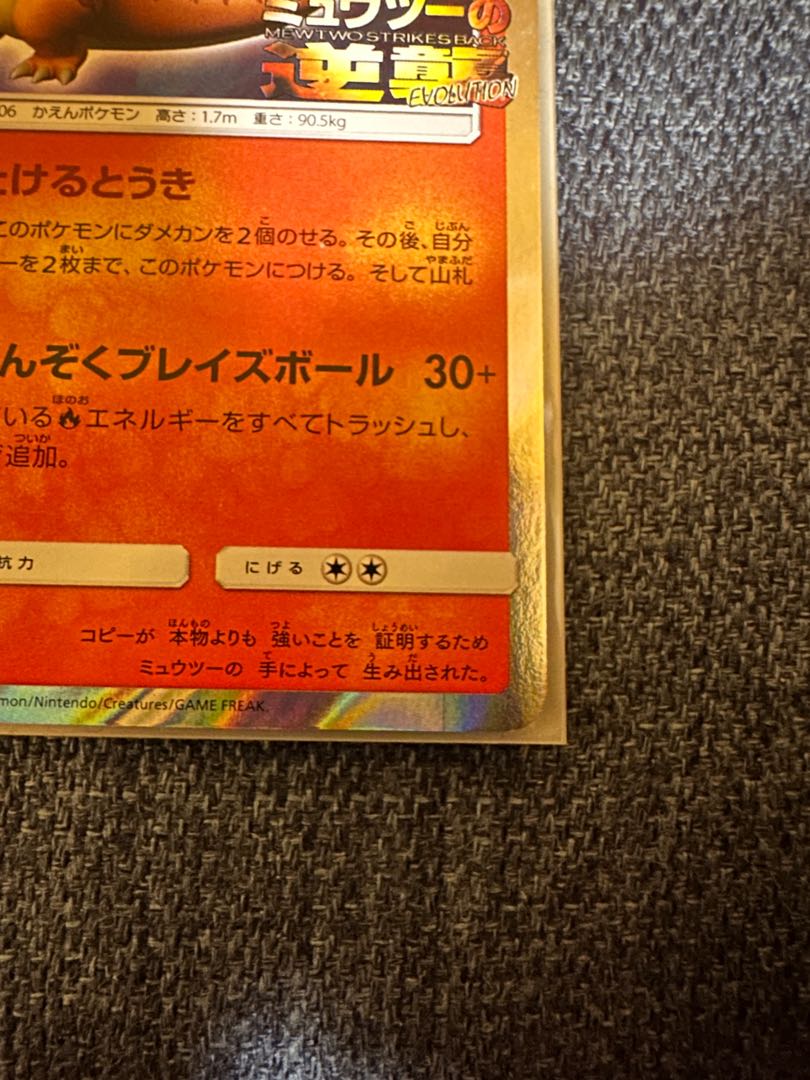 ミュウツーの
MEWTWO STRIKES BACK
逆襲
EVOLUTION
06 かえんポケモン 高さ：1.7m 重さ：90.5kg
けるとうき
このポケモンにダメカンを2個のせる。その後、自分
ーを2枚まで、このポケモンにつける。そして山札
んぞくブレイズボール 30+
いる エネルギーをすべてトラッシュし、
追加。
抗力
にげる
コピーが 本物よりも 強いことを 証明するため
ミュウツーの 手によって 生み出された。
mon/Nintendo/Creatures/GAME FREAK.